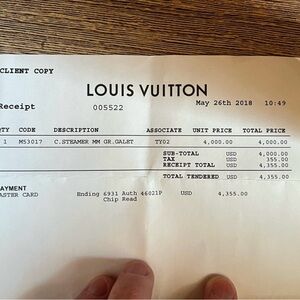 CLIENT COPY
LOUIS VUITTON
Receipt 005522 May 26th 2018 10:49
QTY CODE DESCRIPTION ASSOCIATE UNIT PRICE TOTAL PRICE
1 M53017 C.STEAMER MM GR.GALET TY02 4,000.00 4,000.00
SUB-TOTAL USD 4,000.00
TAX USD 355.00
RECEIPT TOTAL USD 4,355.00
TOTAL TENDERED USD 4,355.00
AYMENT
ASTER CARD Ending 6931 Auth 46021P USD 4,355.00
Chip Read